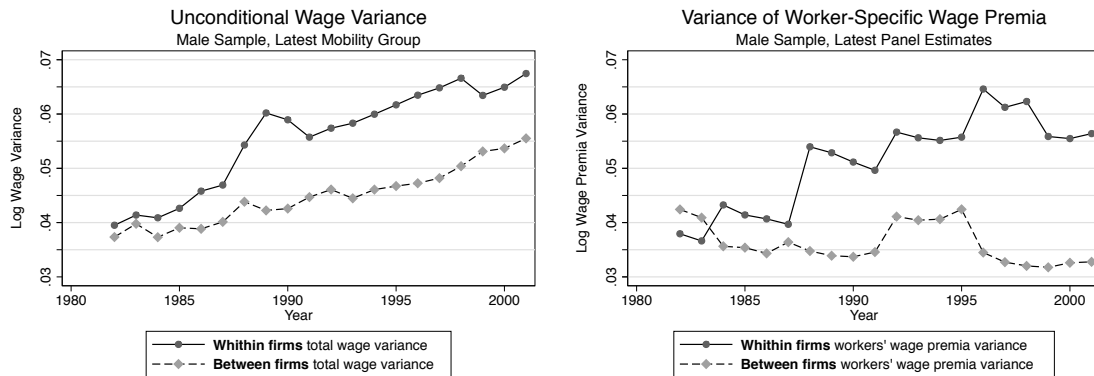 Unconditional Wage Variance
Male Sample, Latest Mobility Group
Log Wage Variance
.07
.06
.05
.04
.03
1980
1985
1990
1995
2000
Year
Whithin firms total wage variance
Between firms total wage variance
Variance of Worker-Specific Wage Premia
Male Sample, Latest Panel Estimates
Log Wage Premia Variance
.07
.06
.05
.04
.03
1980
1985
1990
1995
2000
Year
Whithin firms workers' wage premia variance
Between firms workers' wage premia variance